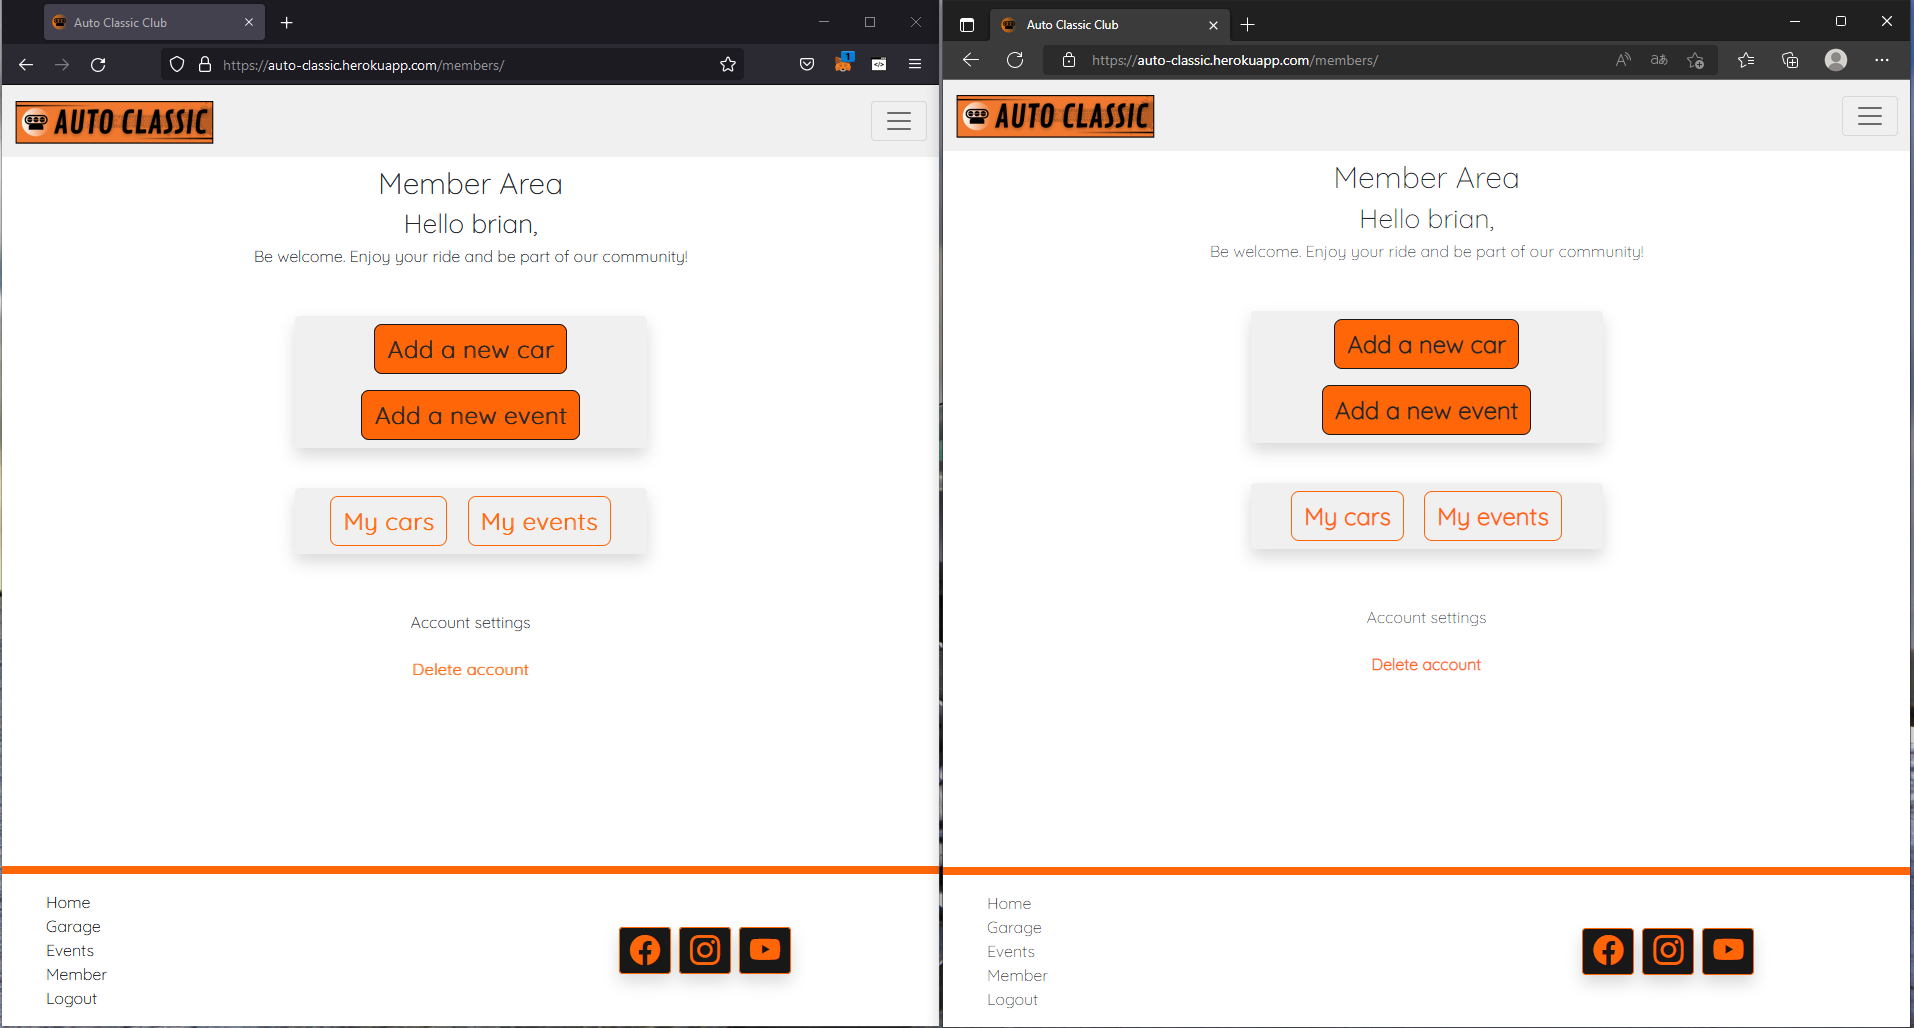 Auto Classic Club
https://auto-classic.herokuapp.com/members/
1
AUTO CLASSIC
Member Area
Hello brian,
Be welcome. Enjoy your ride and be part of our community!
Add a new car
Add a new event
My cars
My events
Account settings
Delete account
Home
Garage
Events
Member
Logout
Auto Classic Club
https://auto-classic.herokuapp.com/members/
AUTO CLASSIC
Member Area
Hello brian,
Be welcome. Enjoy your ride and be part of our community!
Add a new car
Add a new event
My cars
My events
Account settings
Delete account
Home
Garage
Events
Member
Logout